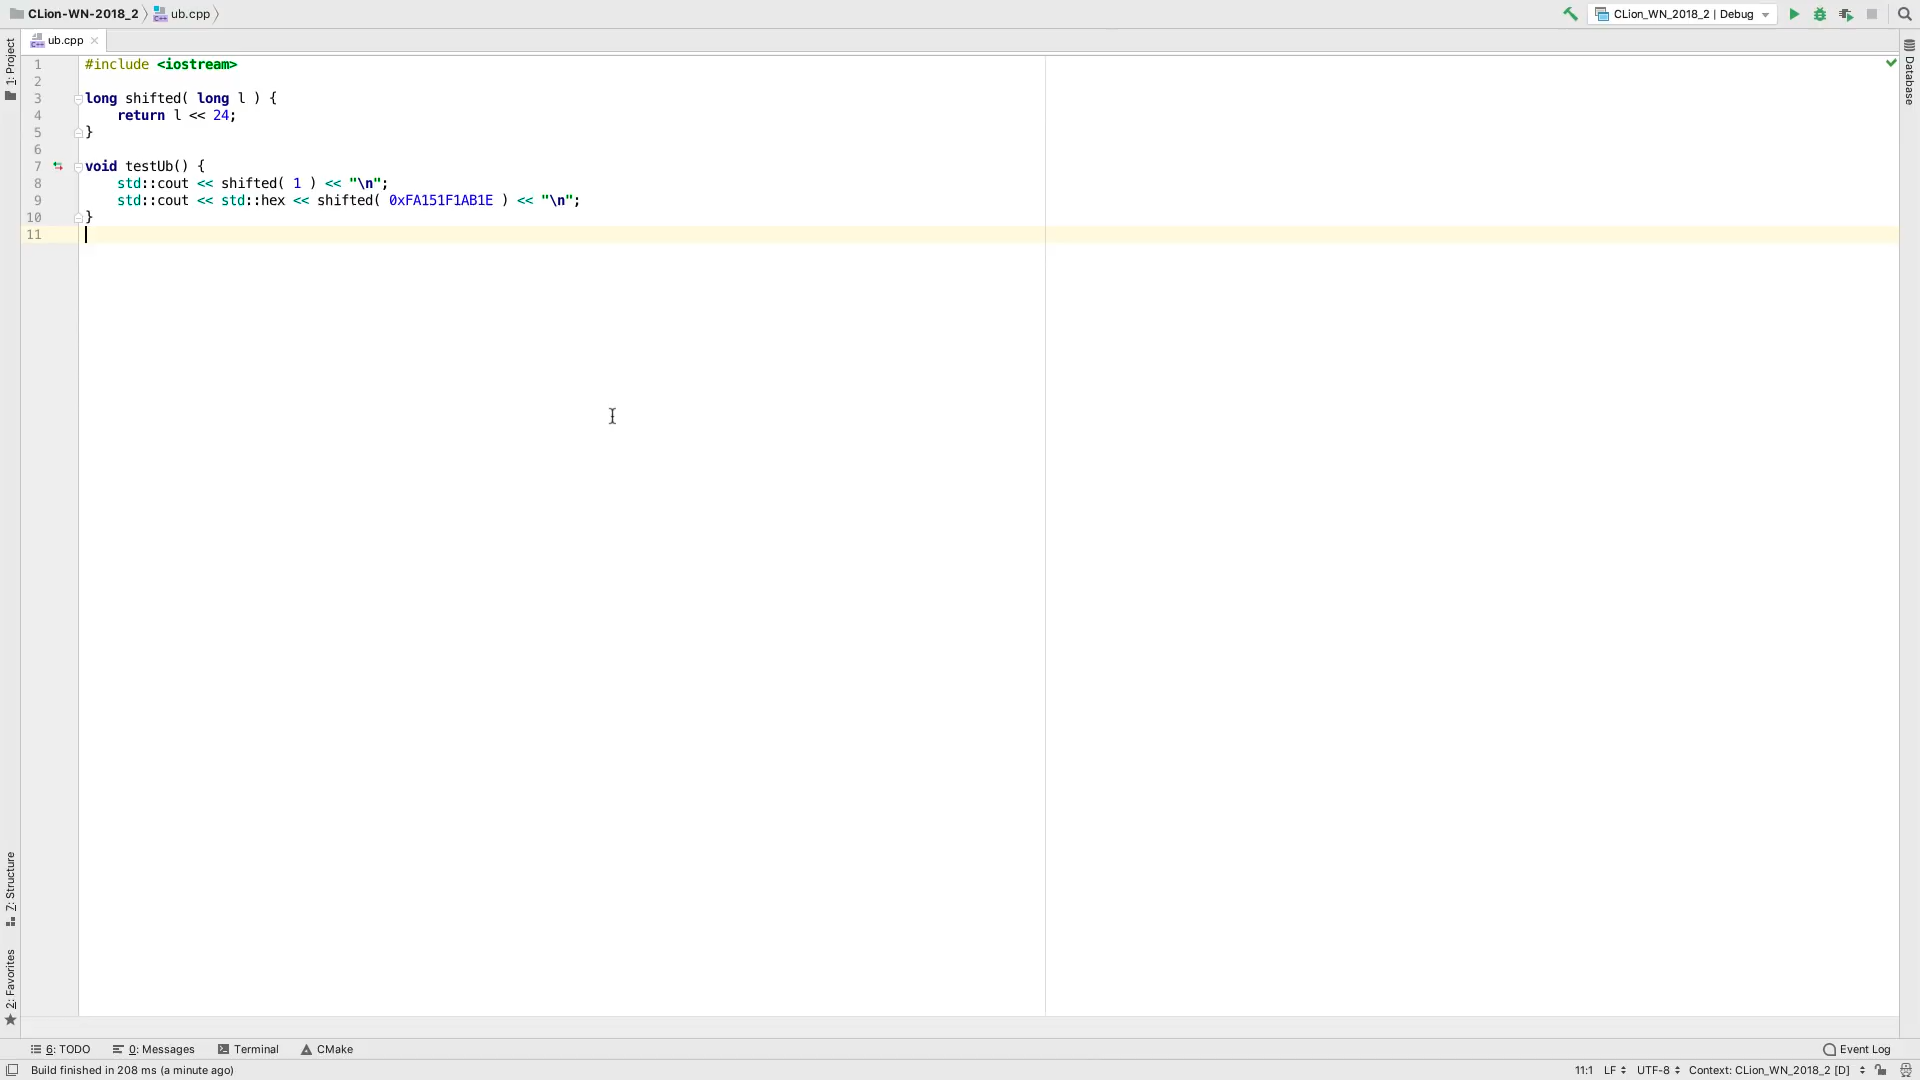 CLion-WN-2018_2 ub.cpp CLion_WN_2018_2 | Debug
ub.cpp
1: Project
Database
1 #include <iostream>
2
3 long shifted( long l ) {
4     return l << 24;
5 }
6
7 void testUb() {
8     std::cout << shifted( 1 ) << "\n";
9     std::cout << std::hex << shifted( 0xFA151F1AB1E ) << "\n";
10 }
11
7: Structure
2: Favorites
6: TODO 0: Messages Terminal CMake Event Log
Build finished in 208 ms (a minute ago) 11:1 LF UTF-8 Context: CLion_WN_2018_2 [D]